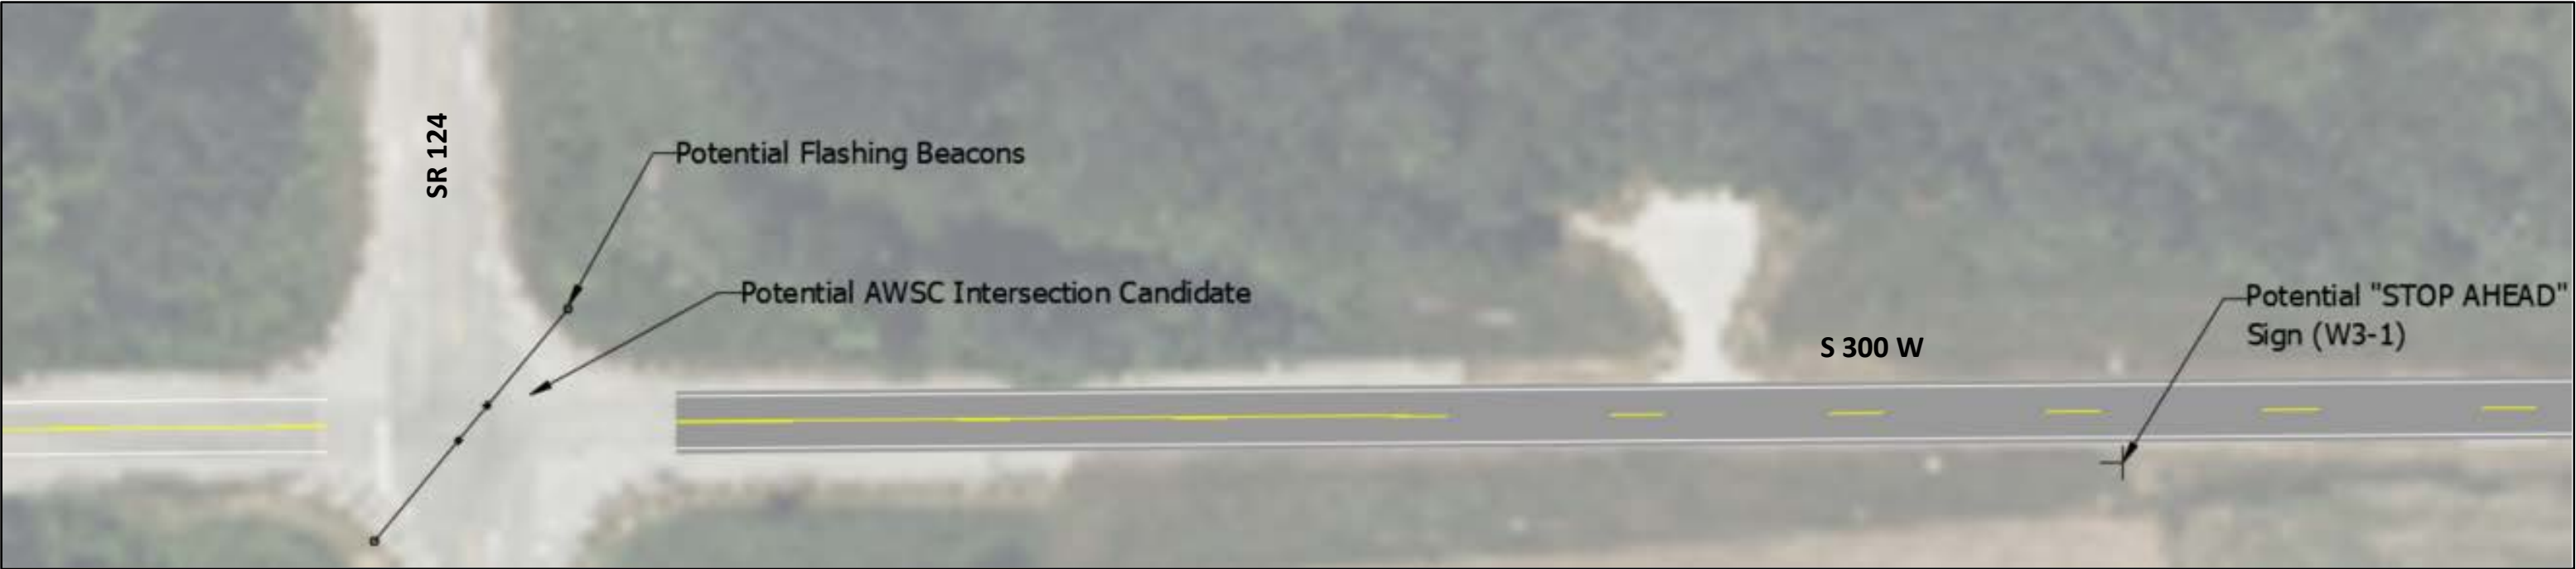 SR 124
Potential Flashing Beacons
Potential AWSC Intersection Candidate
Potential "STOP AHEAD"
Sign (W3-1)
S 300 W